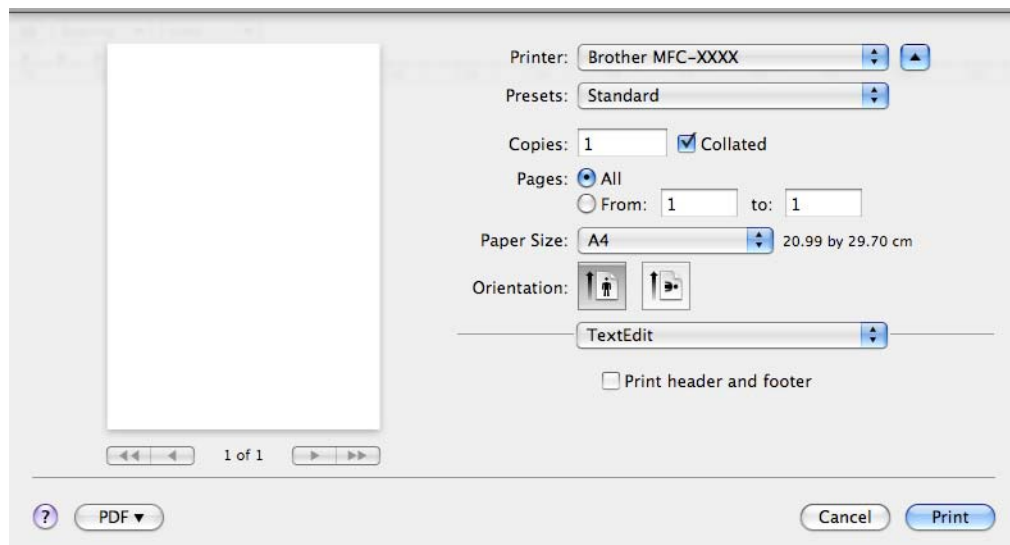 Printer: Brother MFC-XXXX
Presets: Standard
Copies: 1 Collated
Pages: All
From: 1 to: 1
Paper Size: A4 20.99 by 29.70 cm
Orientation:
TextEdit
Print header and footer
1 of 1
? PDF▼ Cancel Print